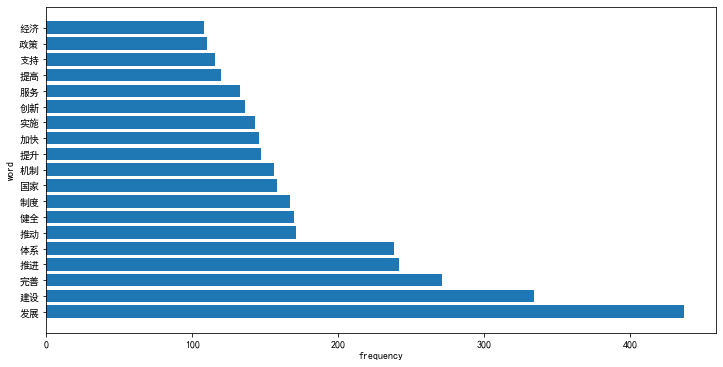 经济
政策
支持
提高
服务
创新
实施
加快
提升
机制
国家
制度
健全
推动
体系
推进
完善
建设
发展
word
0 100 200 300 400
frequency